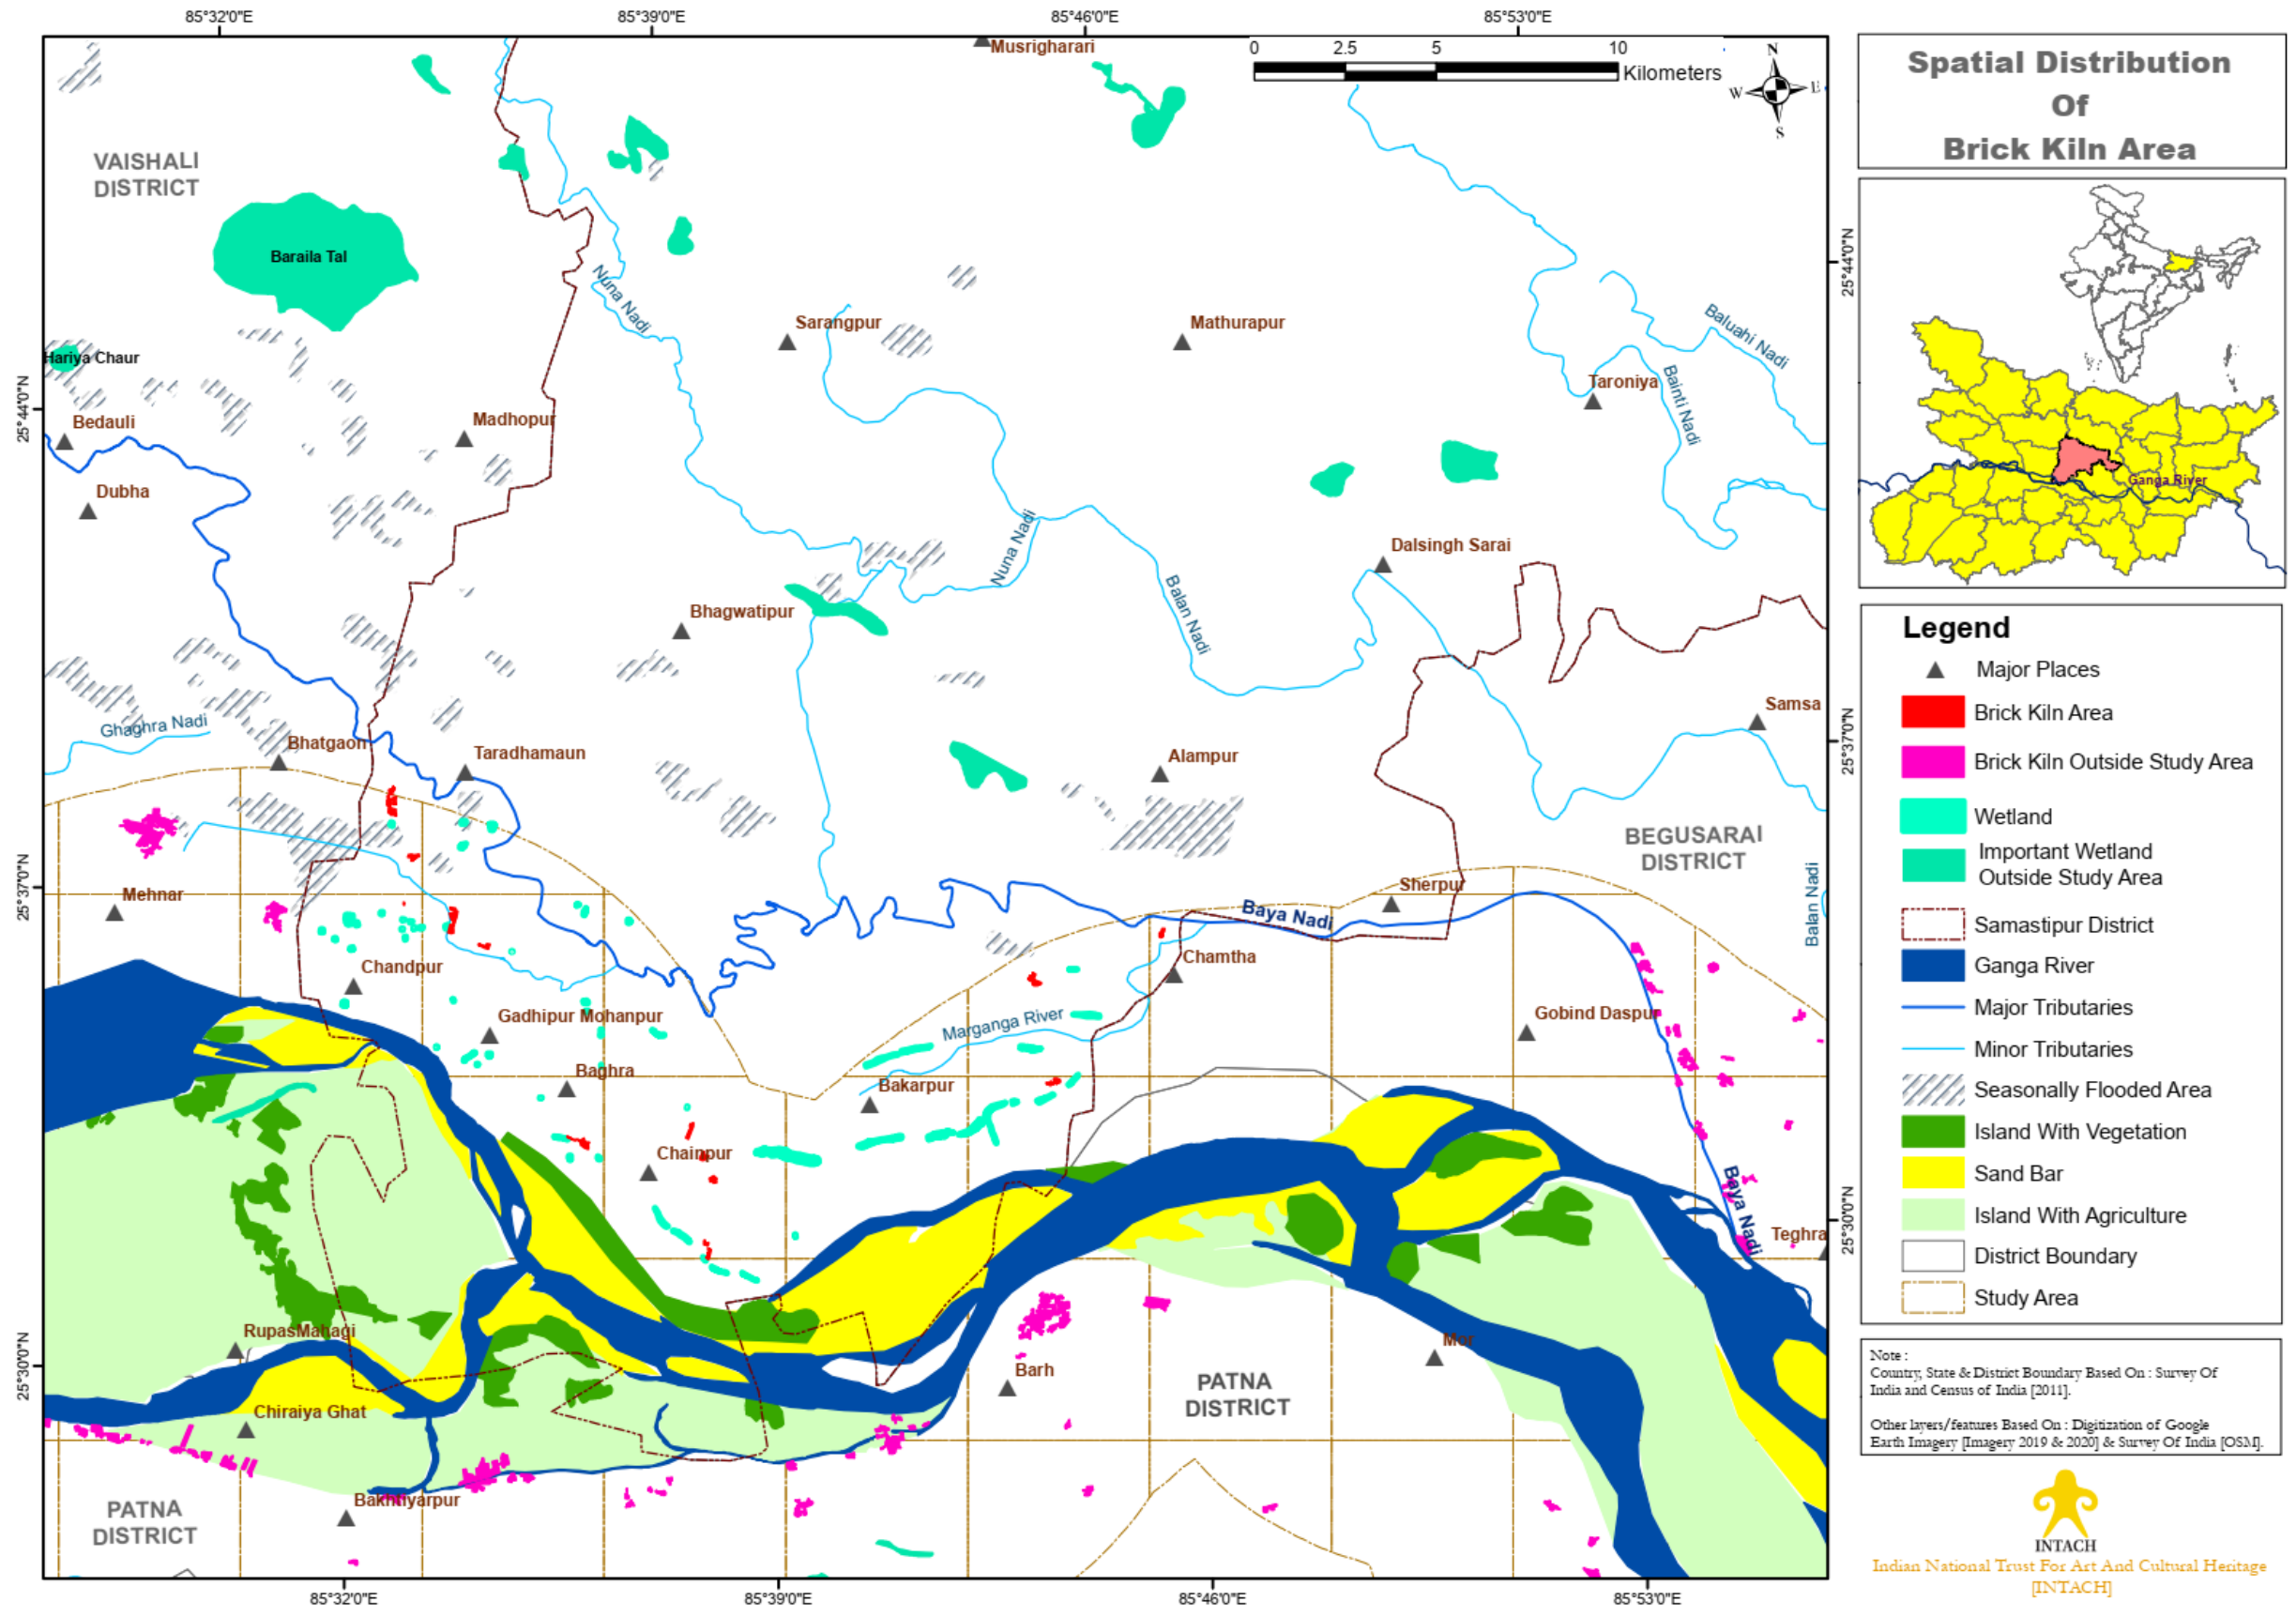 85°32'0"E
85°39'0"E
85°46'0"E
85°53'0"E
Musrigharari
0 2.5 5 10
Kilometers
N
W E
S
VAISHALI
DISTRICT
Baraila Tal
Nuna Nadi
Sarangpur
Mathurapur
Baluahi Nadi
Hariya Chaur
Taroniya
Bainti Nadi
Bedauli
Madhopur
Dubha
Nuna Nadi
Dalsingh Sarai
Balan Nadi
Bhagwatipur
Samsa
Ghaghra Nadi
Bhatgaon
Taradhamaun
Alampur
BEGUSARAI
DISTRICT
Mehnar
Sherpur
Baya Nadi
Balan Nadi
Chandpur
Chamtha
Gadhipur Mohanpur
Marganga River
Gobind Daspur
Baghra
Bakarpur
Chainpur
Baya Nadi
Teghra
RupasMahagi
Mor
Barh
PATNA
DISTRICT
Chiraiya Ghat
Bakhtiyarpur
PATNA
DISTRICT
25°44'0"N
25°37'0"N
25°30'0"N
25°44'0"N
25°37'0"N
25°30'0"N
85°32'0"E
85°39'0"E
85°46'0"E
85°53'0"E
Spatial Distribution
Of
Brick Kiln Area
Ganga River
Legend
Major Places
Brick Kiln Area
Brick Kiln Outside Study Area
Wetland
Important Wetland
Outside Study Area
Samastipur District
Ganga River
Major Tributaries
Minor Tributaries
Seasonally Flooded Area
Island With Vegetation
Sand Bar
Island With Agriculture
District Boundary
Study Area
Note :
Country, State & District Boundary Based On : Survey Of
India and Census of India [2011].
Other layers/features Based On : Digitization of Google
Earth Imagery [Imagery 2019 & 2020] & Survey Of India [OSM].
INTACH
Indian National Trust For Art And Cultural Heritage
[INTACH]